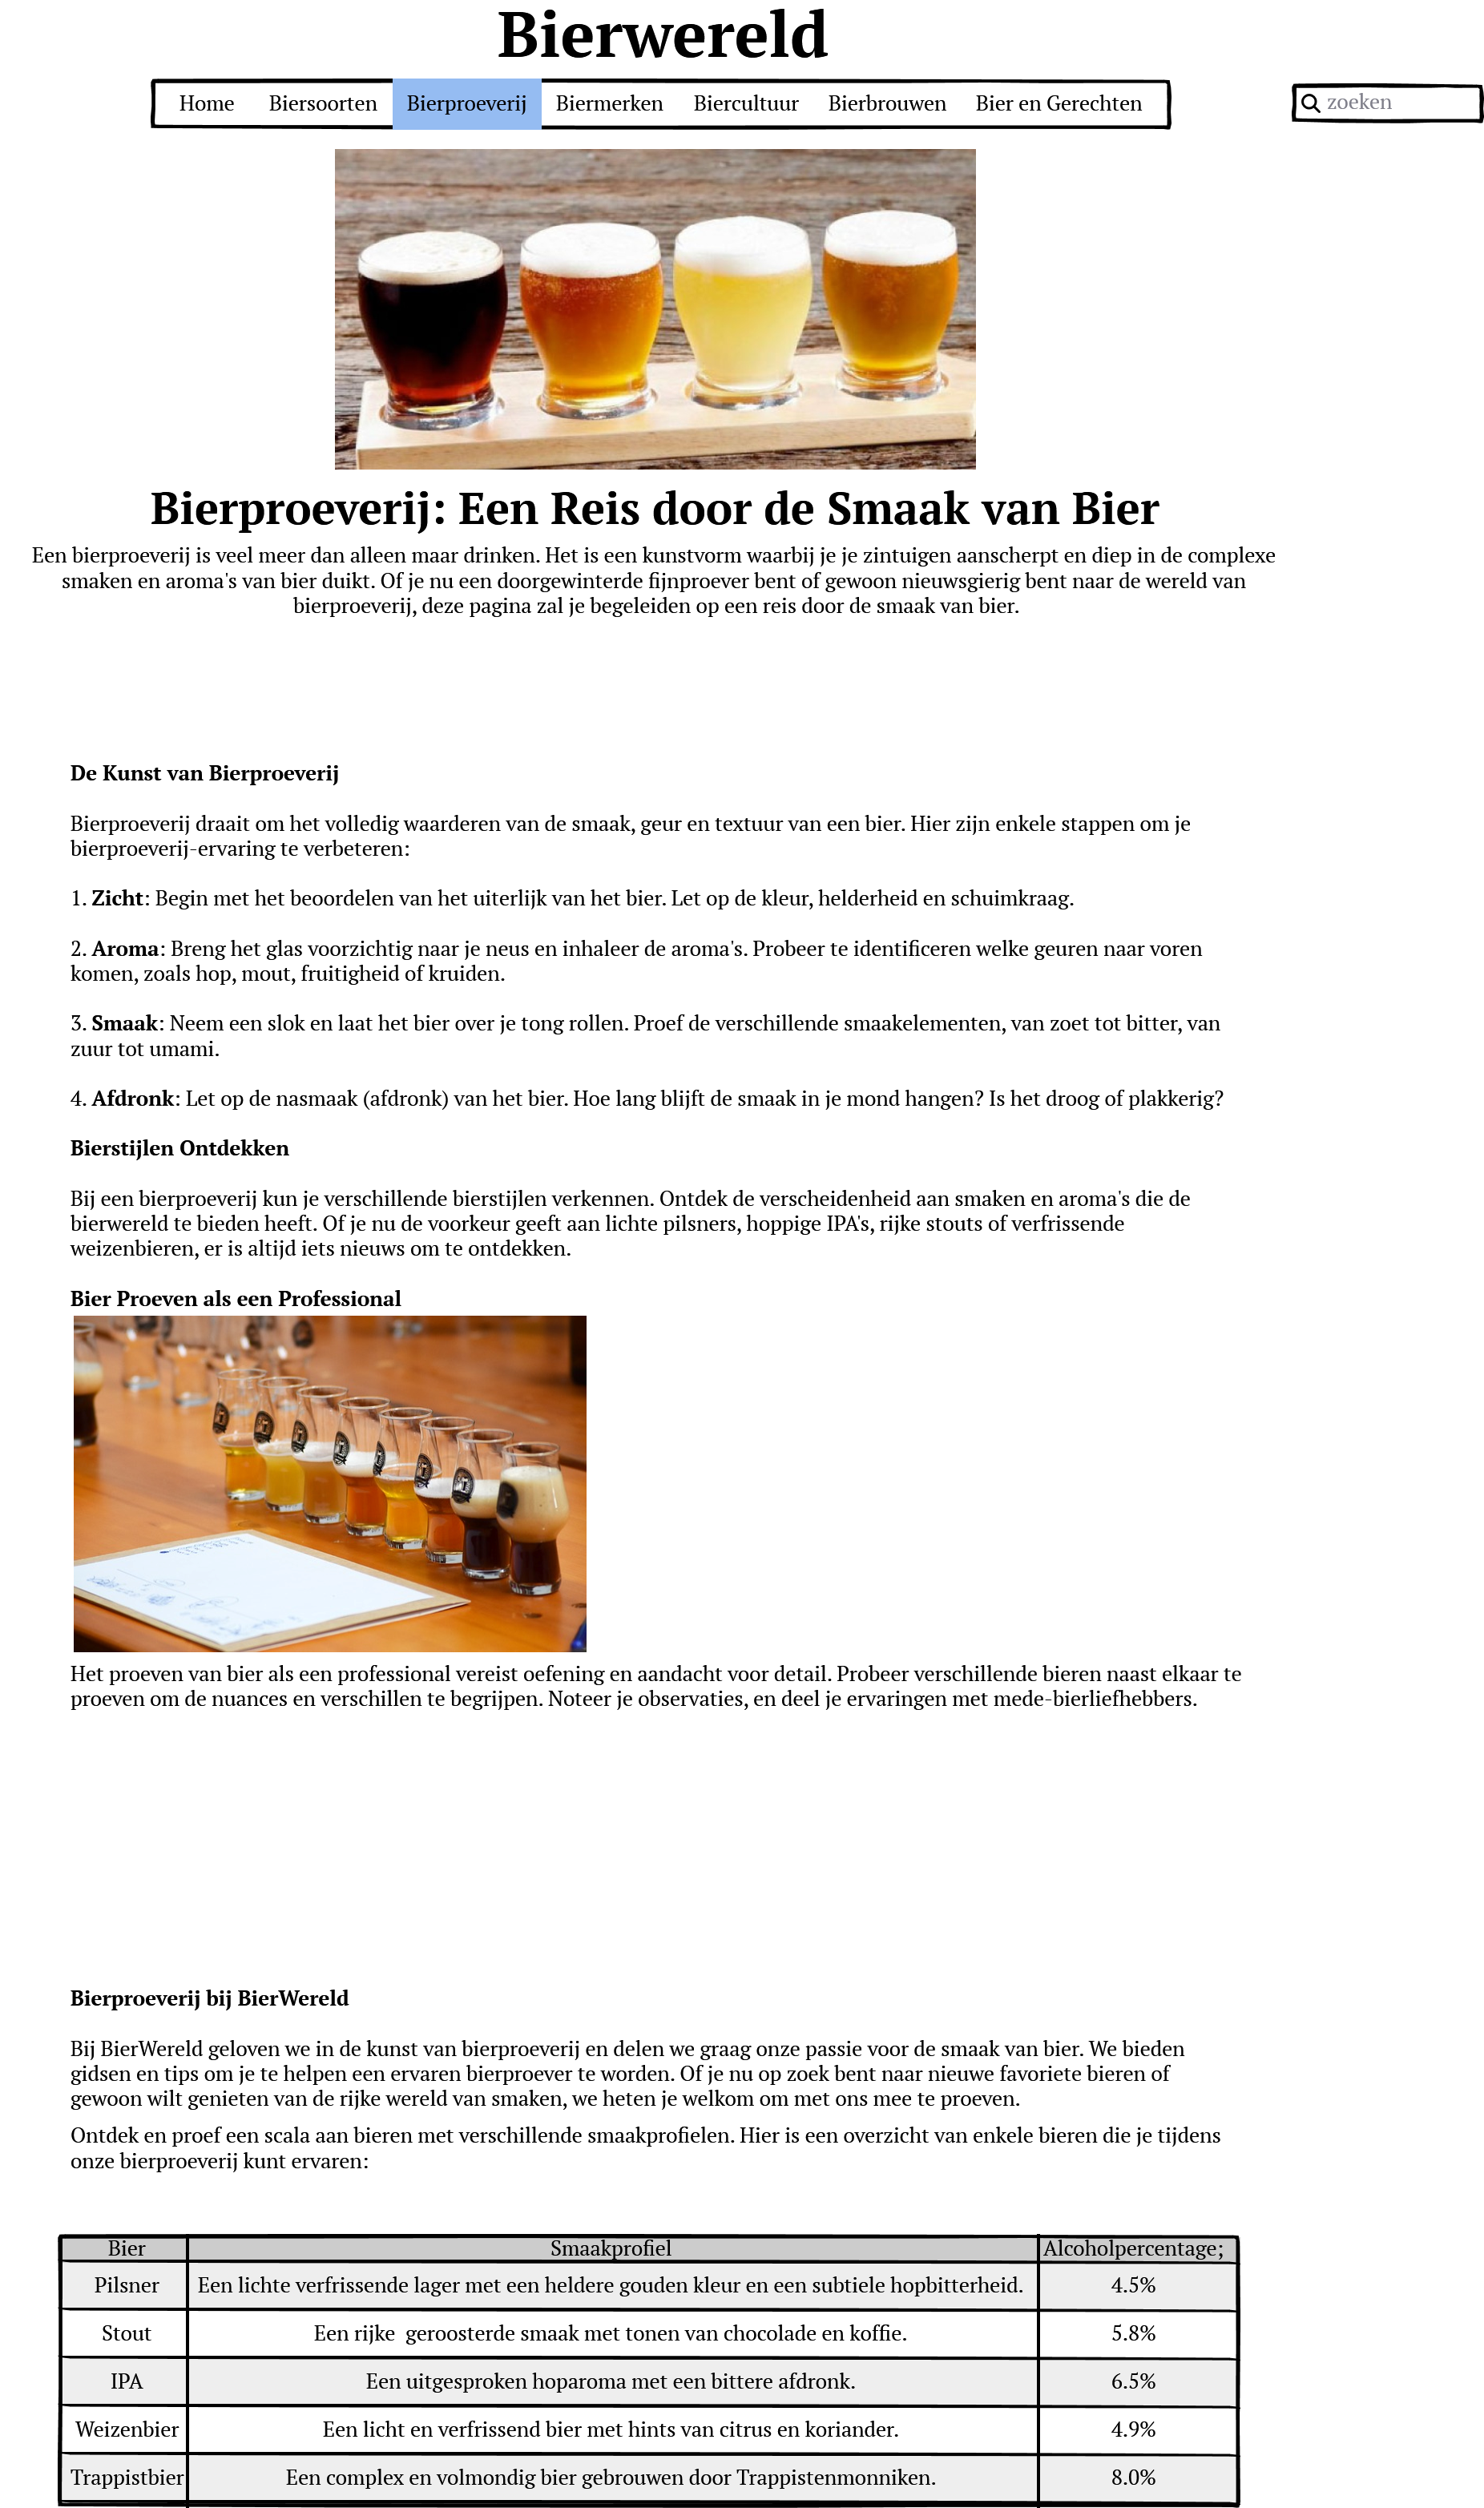 Bierwereld
Home Biersoorten Bierproeverij Biermerken Biercultuur Bierbrouwen Bier en Gerechten
zoeken
Bierproeverij: Een Reis door de Smaak van Bier
Een bierproeverij is veel meer dan alleen maar drinken. Het is een kunstvorm waarbij je je zintuigen aanscherpt en diep in de complexe
smaken en aroma's van bier duikt. Of je nu een doorgewinterde fijnproever bent of gewoon nieuwsgierig bent naar de wereld van
bierproeverij, deze pagina zal je begeleiden op een reis door de smaak van bier.
De Kunst van Bierproeverij
Bierproeverij draait om het volledig waarderen van de smaak, geur en textuur van een bier. Hier zijn enkele stappen om je
bierproeverij-ervaring te verbeteren:
1. Zicht: Begin met het beoordelen van het uiterlijk van het bier. Let op de kleur, helderheid en schuimkraag.
2. Aroma: Breng het glas voorzichtig naar je neus en inhaleer de aroma's. Probeer te identificeren welke geuren naar voren
komen, zoals hop, mout, fruitigheid of kruiden.
3. Smaak: Neem een slok en laat het bier over je tong rollen. Proef de verschillende smaakelementen, van zoet tot bitter, van
zuur tot umami.
4. Afdronk: Let op de nasmaak (afdronk) van het bier. Hoe lang blijft de smaak in je mond hangen? Is het droog of plakkerig?
Bierstijlen Ontdekken
Bij een bierproeverij kun je verschillende bierstijlen verkennen. Ontdek de verscheidenheid aan smaken en aroma's die de
bierwereld te bieden heeft. Of je nu de voorkeur geeft aan lichte pilsners, hoppige IPA's, rijke stouts of verfrissende
weizenbieren, er is altijd iets nieuws om te ontdekken.
Bier Proeven als een Professional
Het proeven van bier als een professional vereist oefening en aandacht voor detail. Probeer verschillende bieren naast elkaar te
proeven om de nuances en verschillen te begrijpen. Noteer je observaties, en deel je ervaringen met mede-bierliefhebbers.
Bierproeverij bij BierWereld
Bij BierWereld geloven we in de kunst van bierproeverij en delen we graag onze passie voor de smaak van bier. We bieden
gidsen en tips om je te helpen een ervaren bierproever te worden. Of je nu op zoek bent naar nieuwe favoriete bieren of
gewoon wilt genieten van de rijke wereld van smaken, we heten je welkom om met ons mee te proeven.
Ontdek en proef een scala aan bieren met verschillende smaakprofielen. Hier is een overzicht van enkele bieren die je tijdens
onze bierproeverij kunt ervaren:
Bier Smaakprofiel Alcoholpercentage;
Pilsner Een lichte verfrissende lager met een heldere gouden kleur en een subtiele hopbitterheid. 4.5%
Stout Een rijke  geroosterde smaak met tonen van chocolade en koffie. 5.8%
IPA Een uitgesproken hoparoma met een bittere afdronk. 6.5%
Weizenbier Een licht en verfrissend bier met hints van citrus en koriander. 4.9%
Trappistbier Een complex en volmondig bier gebrouwen door Trappistenmonniken. 8.0%